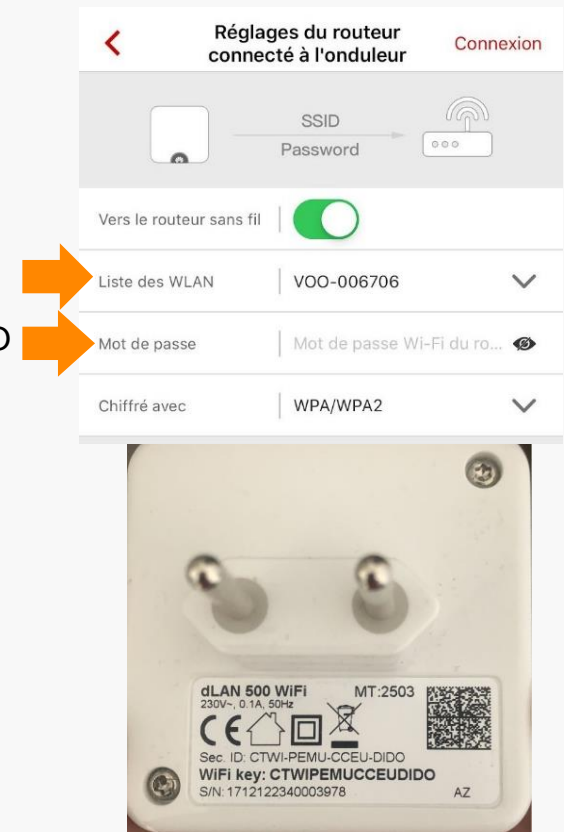 Réglages du routeur
connecté à l'onduleur
Connexion
SSID
Password
Vers le routeur sans fil
Liste des WLAN
VOO-006706
O
Mot de passe
Mot de passe Wi-Fi du ro...
Chiffré avec
WPA/WPA2
dLAN 500 WiFi MT:2503
230V~, 0.1A, 50Hz
CE
Sec. ID: CTWI-PEMU-CCEU-DIDO
WiFi key: CTWIPEMUCCEUDIDO
S/N: 1712122340003978 AZ